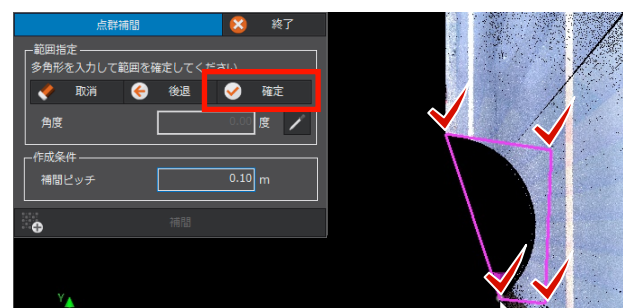 点群補間 終了
範囲指定
多角形を入力して範囲を確定してください
取消 後退 確定
角度 0.00 度
作成条件
補間ピッチ 0.10 m
補間
Y